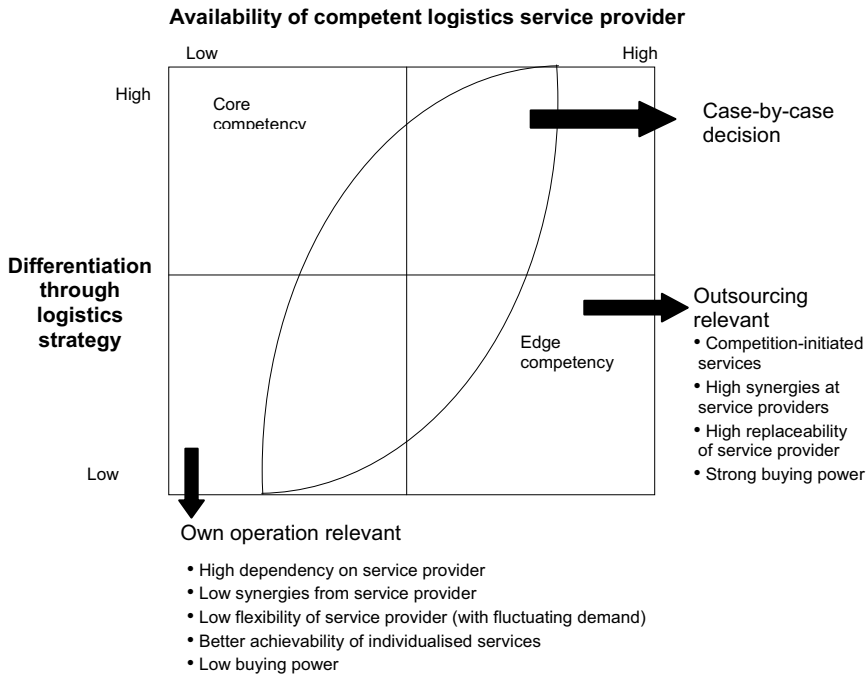 Availability of competent logistics service provider
Low
High
High
Core
competency
Case-by-case
decision
Differentiation
through
logistics
strategy
Outsourcing
relevant
• Competition-initiated
services
• High synergies at
service providers
• High replaceability
of service provider
• Strong buying power
Edge
competency
Low
Own operation relevant
• High dependency on service provider
• Low synergies from service provider
• Low flexibility of service provider (with fluctuating demand)
• Better achievability of individualised services
• Low buying power